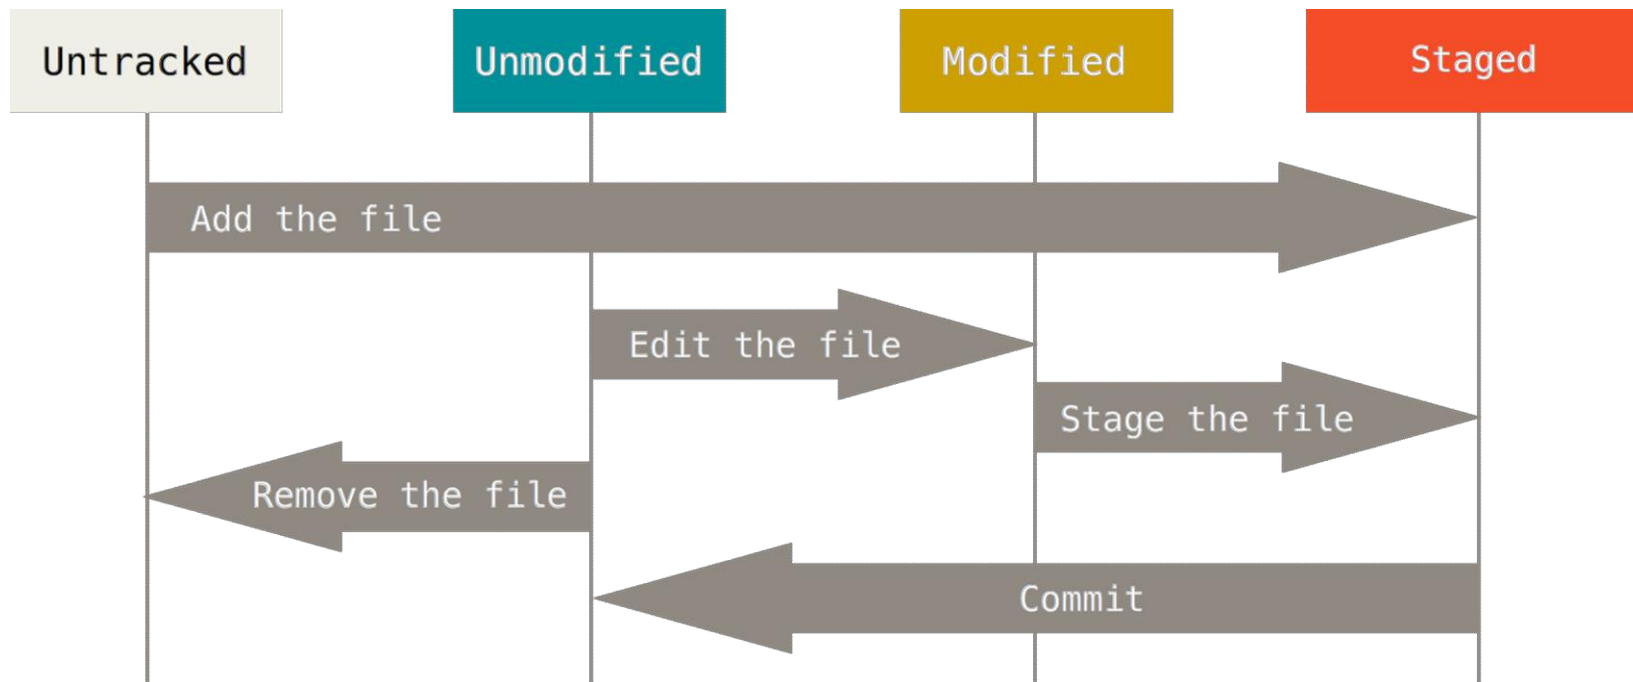 Untracked
Unmodified
Modified
Staged
Add the file
Edit the file
Stage the file
Remove the file
Commit